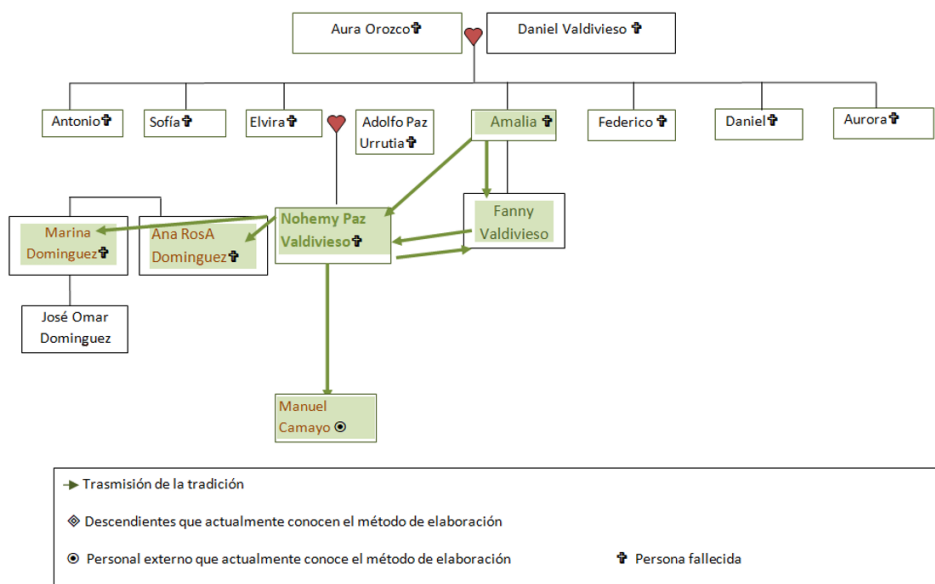 Aura Orozco✞
Daniel Valdivieso ✞
Antonio✞
Sofía✞
Elvira✞
Adolfo Paz
Urrutia✞
Amalia ✞
Federico ✞
Daniel✞
Aurora✞
Marina
Dominguez✞
Ana RosA
Dominguez✞
Nohemy Paz
Valdivieso✞
Fanny
Valdivieso
José Omar
Dominguez
Manuel
Camayo ⦿
Trasmisión de la tradición
Descendientes que actualmente conocen el método de elaboración
⦿ Personal externo que actualmente conoce el método de elaboración
✞ Persona fallecida